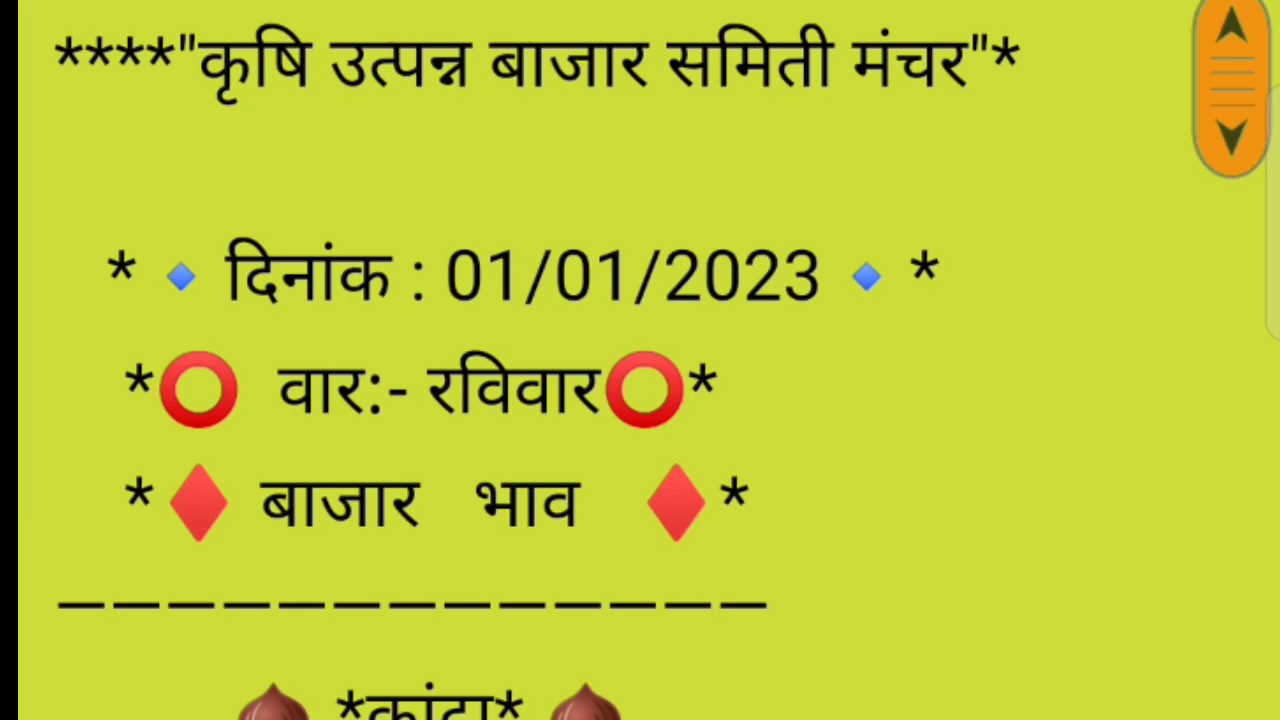 ****"कृषि उत्पन्न बाजार समिती मंचर"*
*🔹दिनांक : 01/01/2023🔹*
*⭕ वार:- रविवार⭕*
*♦️ बाजार भाव ♦️*
—————————————
🌰 *कांदा* 🌰